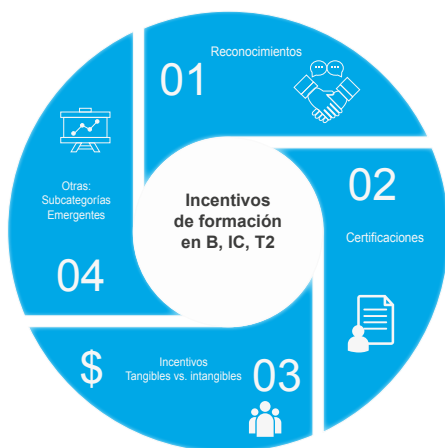 Reconocimientos
01
02
Certificaciones
Incentivos
Tangibles vs. intangibles
03
$
Otras:
Subcategorías
Emergentes
04
Incentivos
de formación
en B, IC, T2